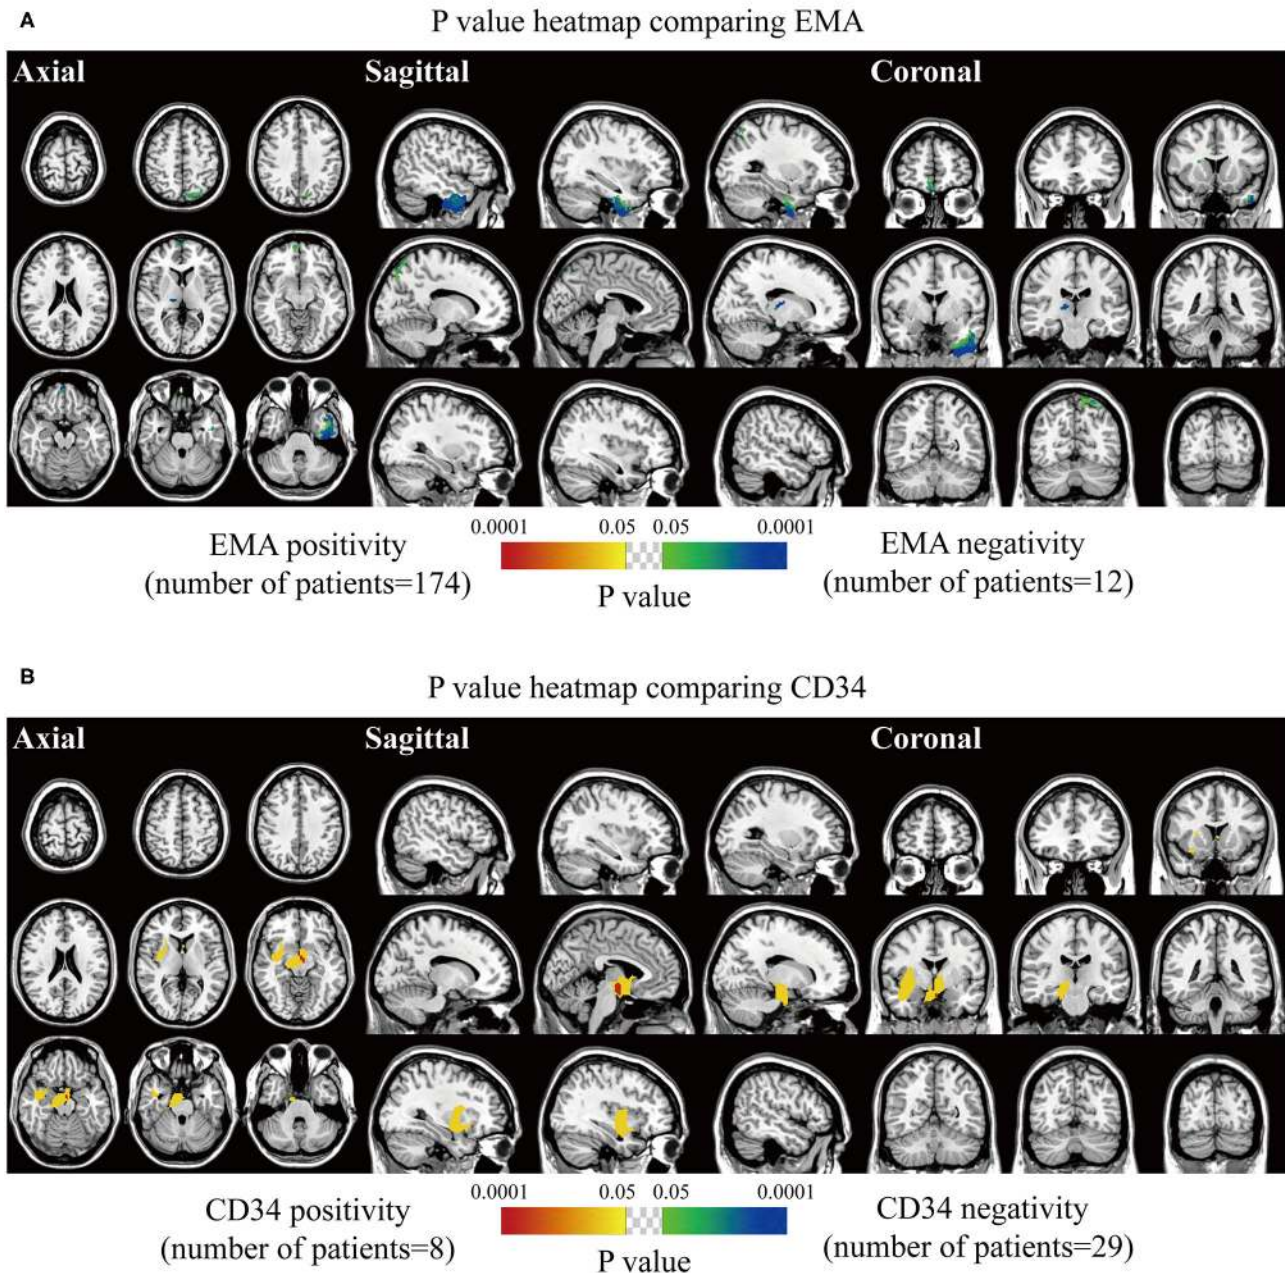 A
P value heatmap comparing EMA
Axial
Sagittal
Coronal
0.0001 0.05 0.05 0.0001
EMA positivity
(number of patients=174)
P value
EMA negativity
(number of patients=12)
B
P value heatmap comparing CD34
Axial
Sagittal
Coronal
0.0001 0.05 0.05 0.0001
CD34 positivity
(number of patients=8)
P value
CD34 negativity
(number of patients=29)